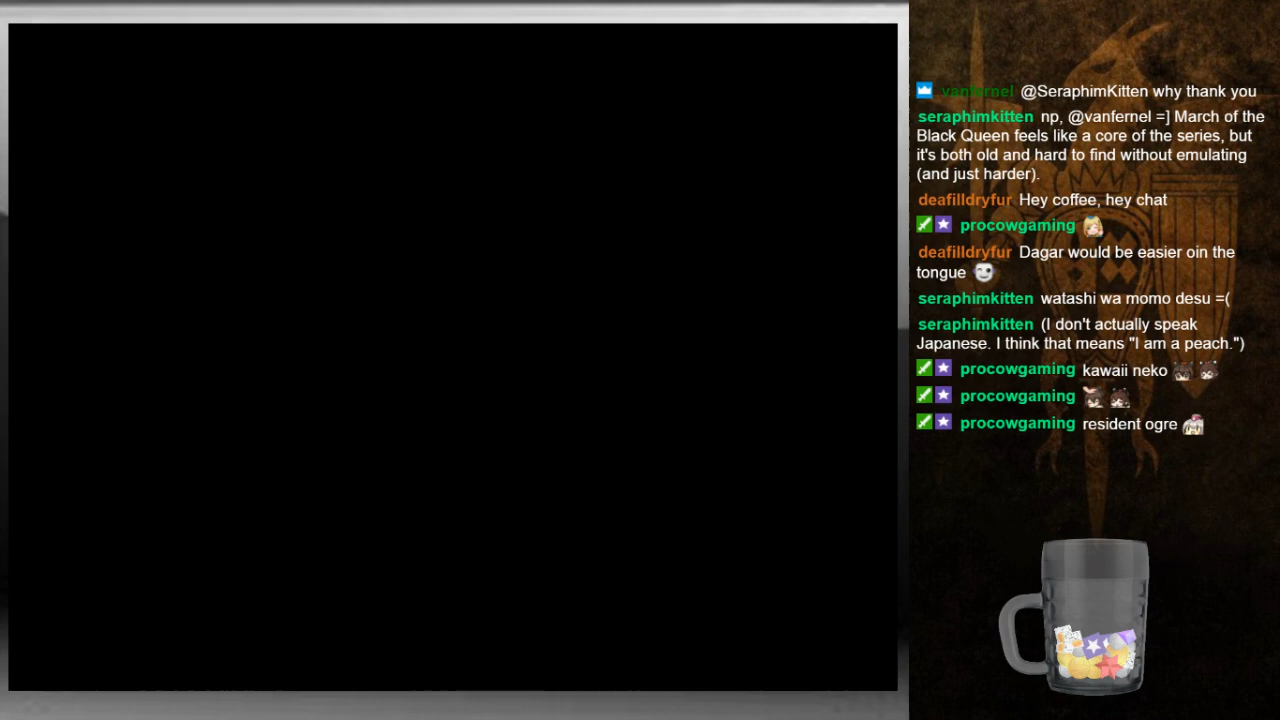 vanfernel @SeraphimKitten why thank you
seraphimkitten np, @vanfernel =] March of the
Black Queen feels like a core of the series, but
it's both old and hard to find without emulating
(and just harder).
deafilldryfur Hey coffee, hey chat
procowgaming
deafilldryfur Dagar would be easier oin the
tongue
seraphimkitten watashi wa momo desu =(
seraphimkitten (I don't actually speak
Japanese. I think that means "I am a peach.")
procowgaming kawaii neko
procowgaming
procowgaming resident ogre